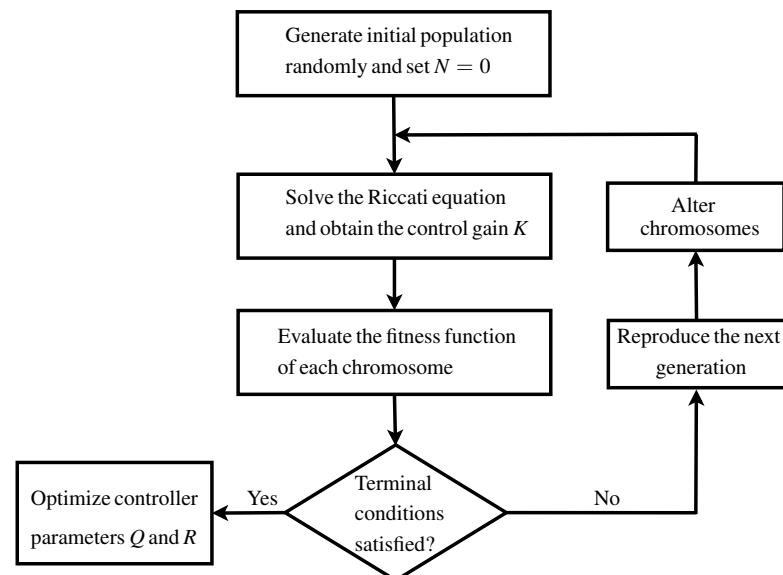 Generate initial population
randomly and set N = 0
Solve the Riccati equation
and obtain the control gain K
Alter
chromosomes
Evaluate the fitness function
of each chromosome
Reproduce the next
generation
Terminal
conditions
satisfied?
Yes
No
Optimize controller
parameters Q and R